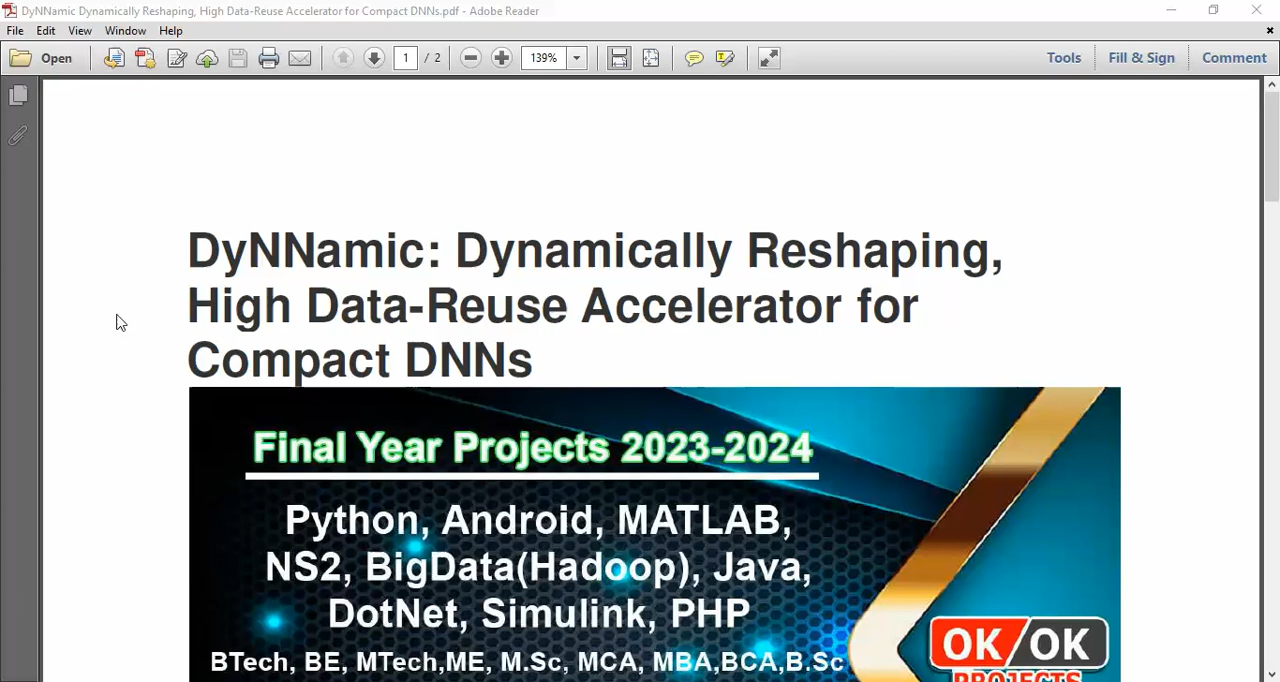 DyNNamic Dynamically Reshaping, High Data-Reuse Accelerator for Compact DNNs.pdf - Adobe Reader
File Edit View Window Help
Open 1 / 2 139% Tools Fill & Sign Comment
DyNNamic: Dynamically Reshaping,
High Data-Reuse Accelerator for
Compact DNNs
Final Year Projects 2023-2024
Python, Android, MATLAB,
NS2, BigData(Hadoop), Java,
DotNet, Simulink, PHP
BTech, BE, MTech,ME, M.Sc, MCA, MBA,BCA,B.Sc
OK/OK
PROJECTS